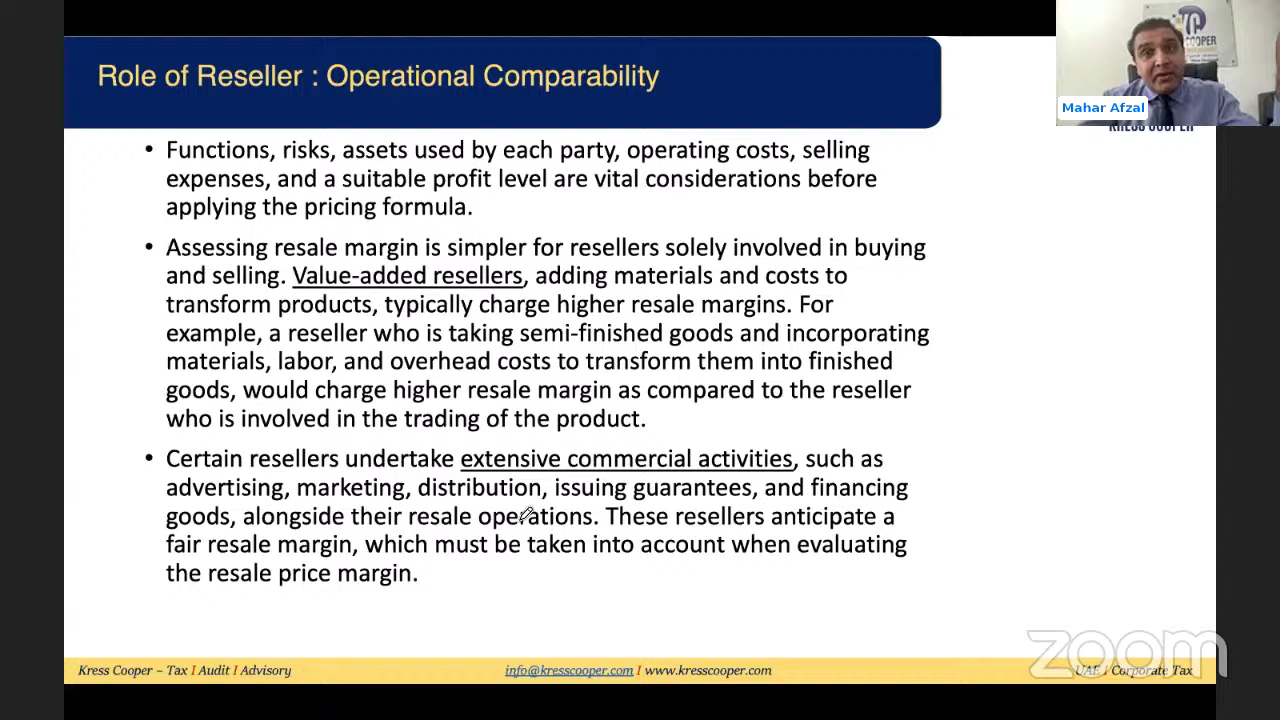 Role of Reseller : Operational Comparability
COOPER
Mahar Afzal
• Functions, risks, assets used by each party, operating costs, selling
expenses, and a suitable profit level are vital considerations before
applying the pricing formula.
• Assessing resale margin is simpler for resellers solely involved in buying
and selling. Value-added resellers, adding materials and costs to
transform products, typically charge higher resale margins. For
example, a reseller who is taking semi-finished goods and incorporating
materials, labor, and overhead costs to transform them into finished
goods, would charge higher resale margin as compared to the reseller
who is involved in the trading of the product.
• Certain resellers undertake extensive commercial activities, such as
advertising, marketing, distribution, issuing guarantees, and financing
goods, alongside their resale operations. These resellers anticipate a
fair resale margin, which must be taken into account when evaluating
the resale price margin.
zoom
Kress Cooper – Tax I Audit I Advisory info@kresscooper.com I www.kresscooper.com UAE I Corporate Tax